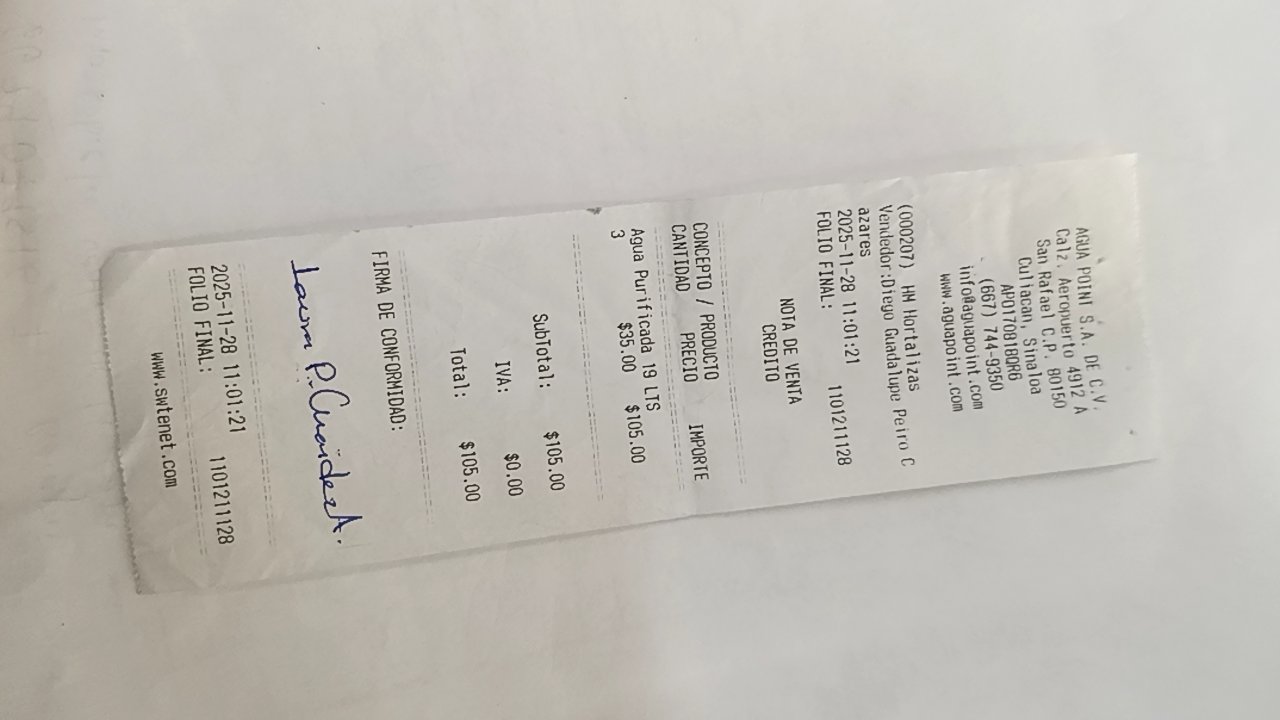 AGUA POINT S.A. DE C.V.
Calz. Aeropuerto 4912 A
San Rafael C.P. 80150
Culiacan, Sinaloa
APO170818QR6
(667) 744-9350
info@aguapoint.com
www.aguapoint.com
(000207) HM Hortalizas
Vendedor:Diego Guadalupe Peiro C
azares
2025-11-28 11:01:21
FOLIO FINAL: 1101211128
NOTA DE VENTA
CREDITO
CONCEPTO / PRODUCTO
CANTIDAD PRECIO IMPORTE
Agua Purificada 19 LTS
3 $35.00 $105.00
SubTotal: $105.00
IVA: $0.00
Total: $105.00
FIRMA DE CONFORMIDAD:
Laura P.
2025-11-28 11:01:21
FOLIO FINAL: 1101211128
www.swtenet.com